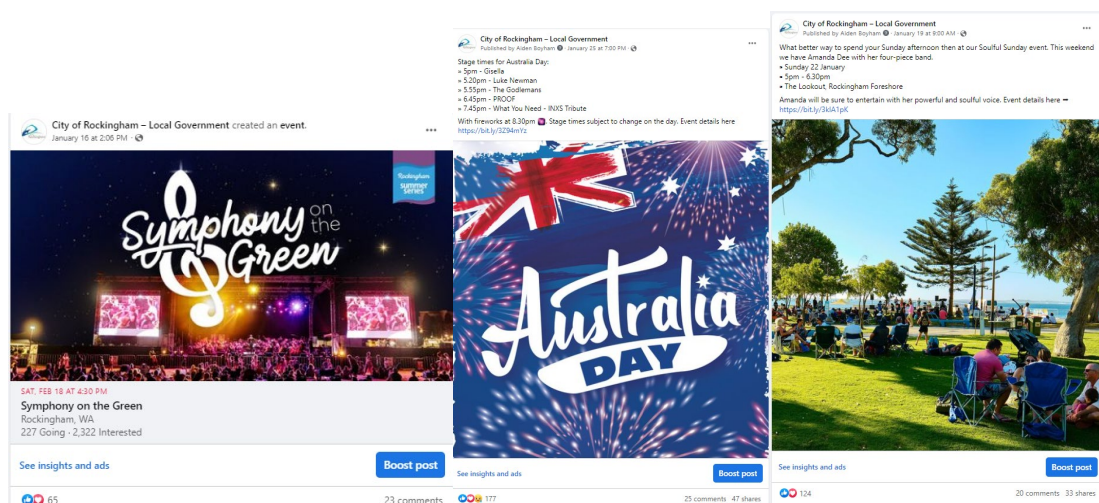 City of Rockingham – Local Government created an event.
January 16 at 2:06 PM ·
Rockingham
summer
series
Symphony on
the
Green
SAT, FEB 18 AT 4:30 PM
Symphony on the Green
Rockingham, WA
227 Going · 2,322 Interested
See insights and ads
Boost post
65
23 comments
City of Rockingham – Local Government
Published by Aiden Boyham · January 25 at 7:00 PM ·
Stage times for Australia Day:
» 5pm - Gisella
» 5.20pm - Luke Newman
» 5.55pm - The Godlemans
» 6.45pm - PROOF
» 7.45pm - What You Need - INXS Tribute
With fireworks at 8.30pm 🎆. Stage times subject to change on the day. Event details here
https://bit.ly/3Z94mYz
Australia
DAY
See insights and ads
Boost post
177
25 comments 47 shares
City of Rockingham – Local Government
Published by Aiden Boyham · January 19 at 9:00 AM ·
What better way to spend your Sunday afternoon then at our Soulful Sunday event. This weekend
we have Amanda Dee with her four-piece band.
• Sunday 22 January
• 5pm - 6.30pm
• The Lookout, Rockingham Foreshore
Amanda will be sure to entertain with her powerful and soulful voice. Event details here ➡
https://bit.ly/3klA1pK
See insights and ads
Boost post
124
20 comments 33 shares